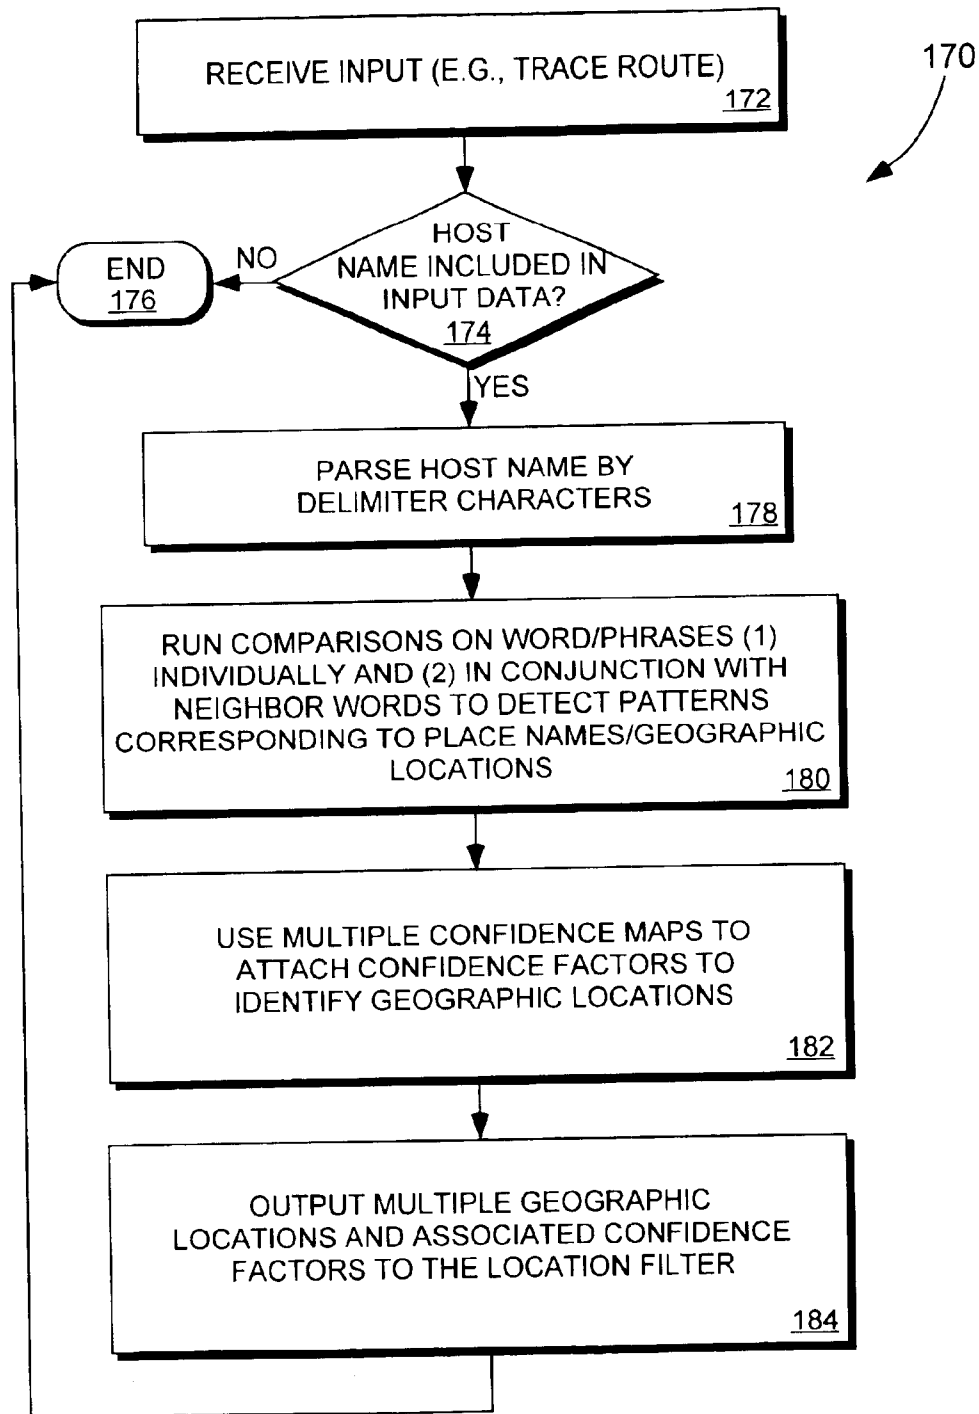 RECEIVE INPUT (E.G., TRACE ROUTE)
172
170
HOST
NAME INCLUDED IN
INPUT DATA?
174
NO
END
176
YES
PARSE HOST NAME BY
DELIMITER CHARACTERS
178
RUN COMPARISONS ON WORD/PHRASES (1)
INDIVIDUALLY AND (2) IN CONJUNCTION WITH
NEIGHBOR WORDS TO DETECT PATTERNS
CORRESPONDING TO PLACE NAMES/GEOGRAPHIC
LOCATIONS
180
USE MULTIPLE CONFIDENCE MAPS TO
ATTACH CONFIDENCE FACTORS TO
IDENTIFY GEOGRAPHIC LOCATIONS
182
OUTPUT MULTIPLE GEOGRAPHIC
LOCATIONS AND ASSOCIATED CONFIDENCE
FACTORS TO THE LOCATION FILTER
184